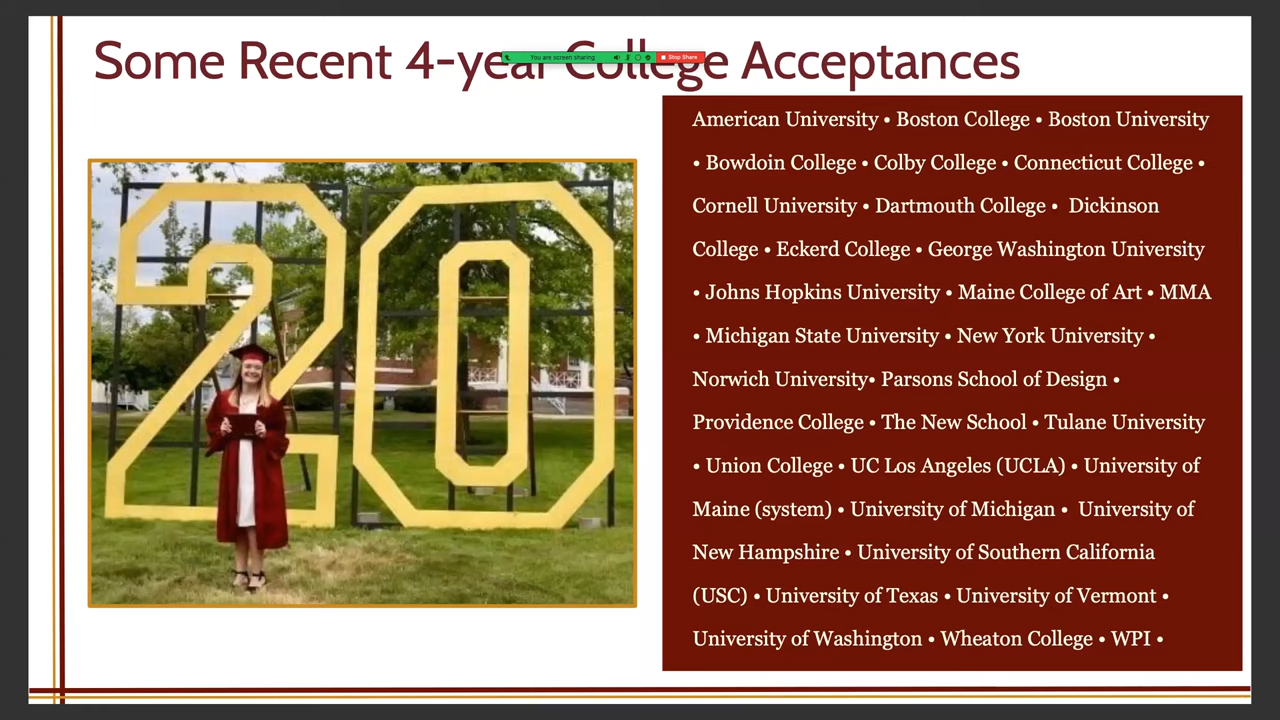 Some Recent 4-year College Acceptances
You are screen sharing
Stop Share
American University • Boston College • Boston University
• Bowdoin College • Colby College • Connecticut College •
Cornell University • Dartmouth College • Dickinson
College • Eckerd College • George Washington University
• Johns Hopkins University • Maine College of Art • MMA
• Michigan State University • New York University •
Norwich University• Parsons School of Design •
Providence College • The New School • Tulane University
• Union College • UC Los Angeles (UCLA) • University of
Maine (system) • University of Michigan • University of
New Hampshire • University of Southern California
(USC) • University of Texas • University of Vermont •
University of Washington • Wheaton College • WPI •
20